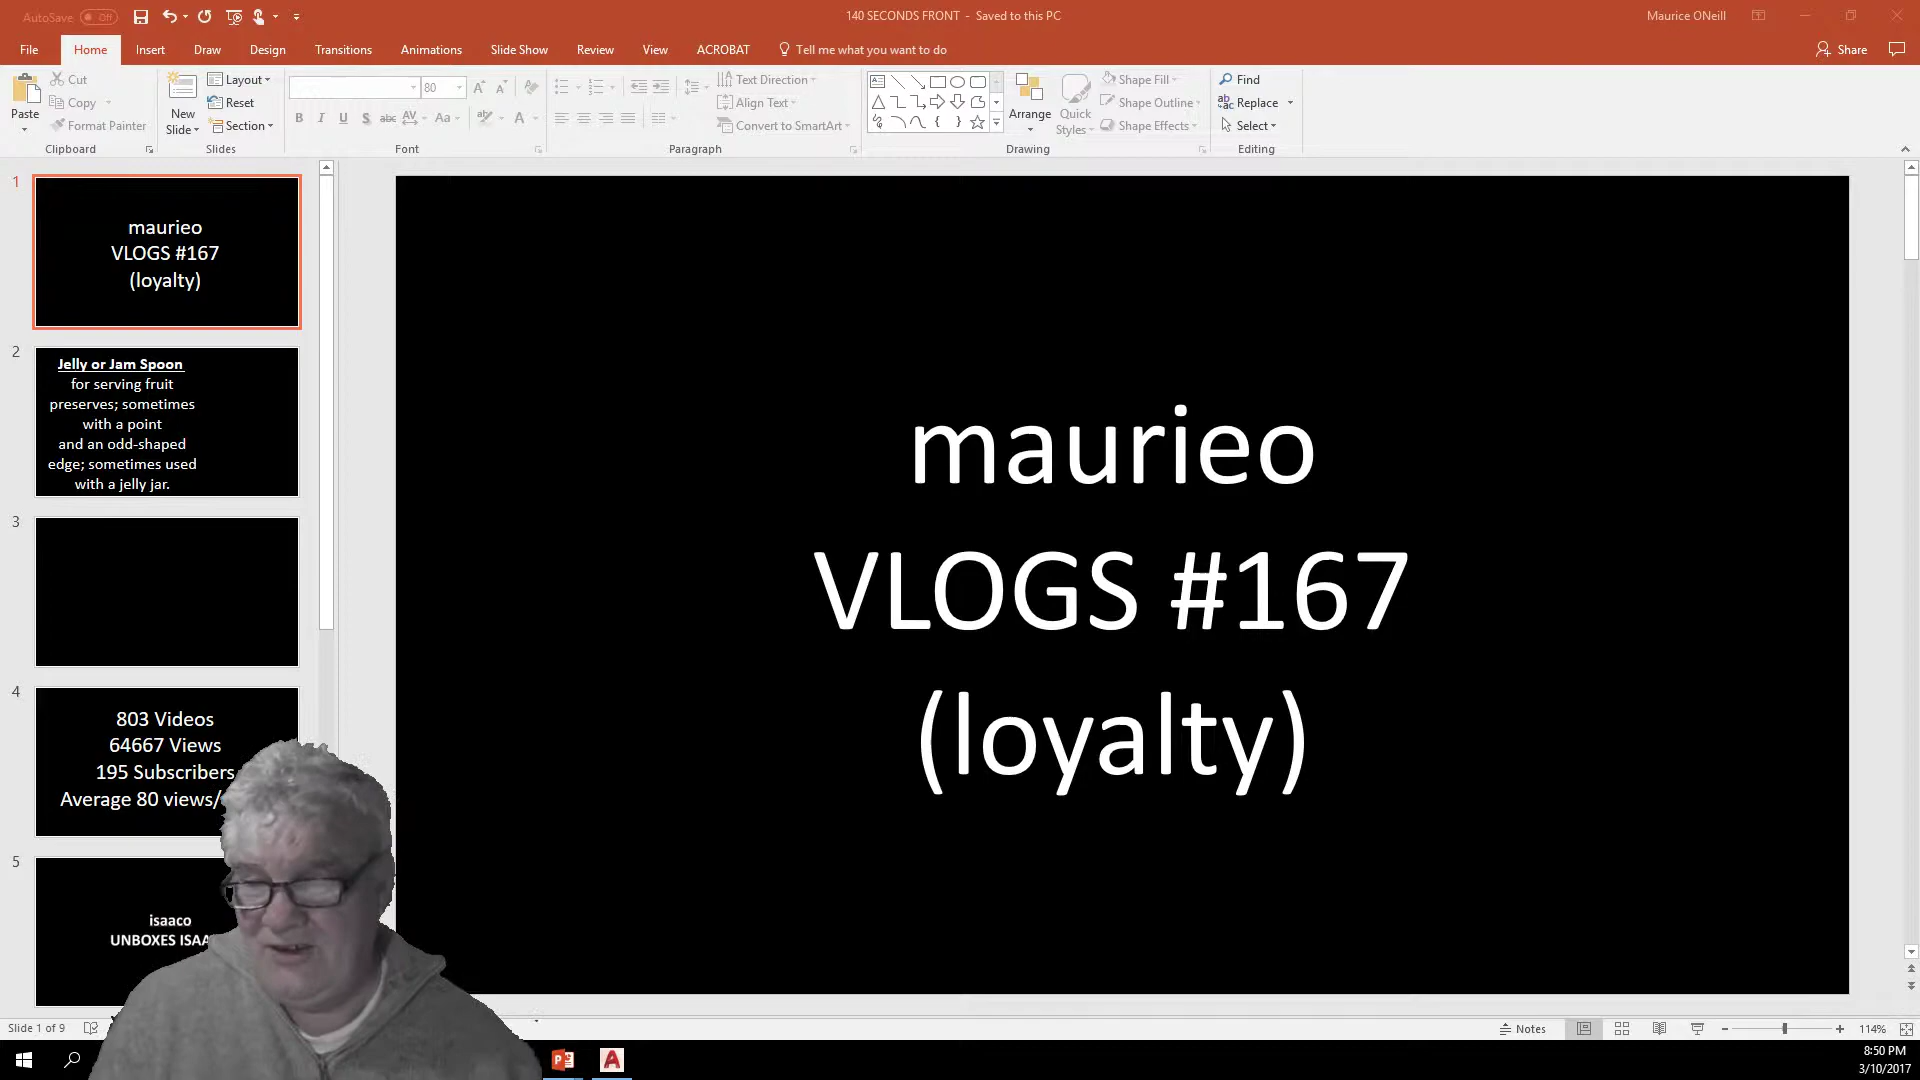 AutoSave Off
140 SECONDS FRONT - Saved to this PC
Maurice ONeill
File Home Insert Draw Design Transitions Animations Slide Show Review View ACROBAT Tell me what you want to do Share
Paste
Cut
Copy
Format Painter
Clipboard
New
Slide
Layout
Reset
Section
Slides
80
B I U S abc AV Aa A
Font
Text Direction
Align Text
Convert to SmartArt
Paragraph
Arrange
Quick
Styles
Shape Fill
Shape Outline
Shape Effects
Drawing
Find
Replace
Select
Editing
1
maurieo
VLOGS #167
(loyalty)
2
Jelly or Jam Spoon
for serving fruit
preserves; sometimes
with a point
and an odd-shaped
edge; sometimes used
with a jelly jar.
3
4
803 Videos
64667 Views
195 Subscribers
Average 80 views/
5
isaaco
UNBOXES
maurieo
VLOGS #167
(loyalty)
Slide 1 of 9
Notes
114%
8:50 PM
3/10/2017